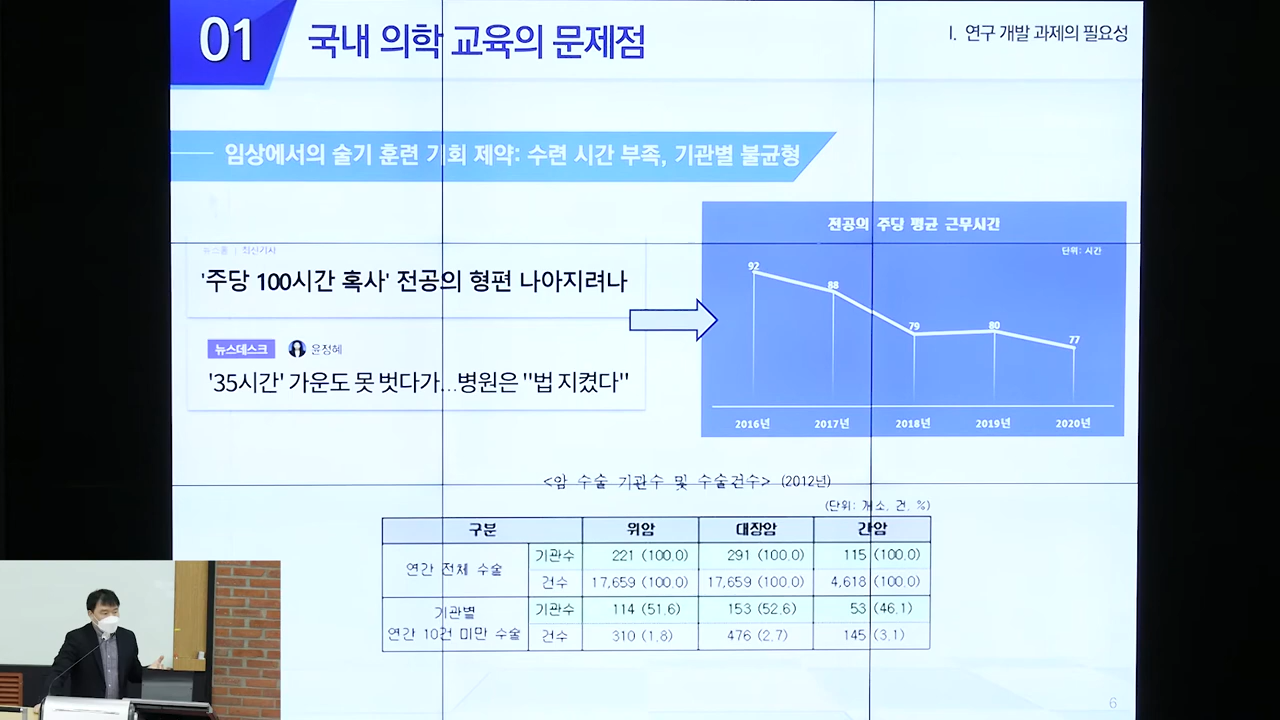 01
국내 의학 교육의 문제점
Ⅰ. 연구 개발 과제의 필요성
임상에서의 술기 훈련 기회 제약: 수련 시간 부족, 기관별 불균형
뉴스홈 | 최신기사
'주당 100시간 혹사' 전공의 형편 나아지려나
뉴스데스크 윤정혜
'35시간' 가운도 못 벗다가…병원은 "법 지켰다"
전공의 주당 평균 근무시간
단위: 시간
92
88
79
80
77
2016년 2017년 2018년 2019년 2020년
<암 수술 기관수 및 수술건수> (2012년)
(단위: 개소, 건, %)
구분 위암 대장암 간암
연간 전체 수술 기관수 221 (100.0) 291 (100.0) 115 (100.0)
건수 17,659 (100.0) 17,659 (100.0) 4,618 (100.0)
기관별
연간 10건 미만 수술 기관수 114 (51.6) 153 (52.6) 53 (46.1)
건수 310 (1.8) 476 (2.7) 145 (3.1)
6